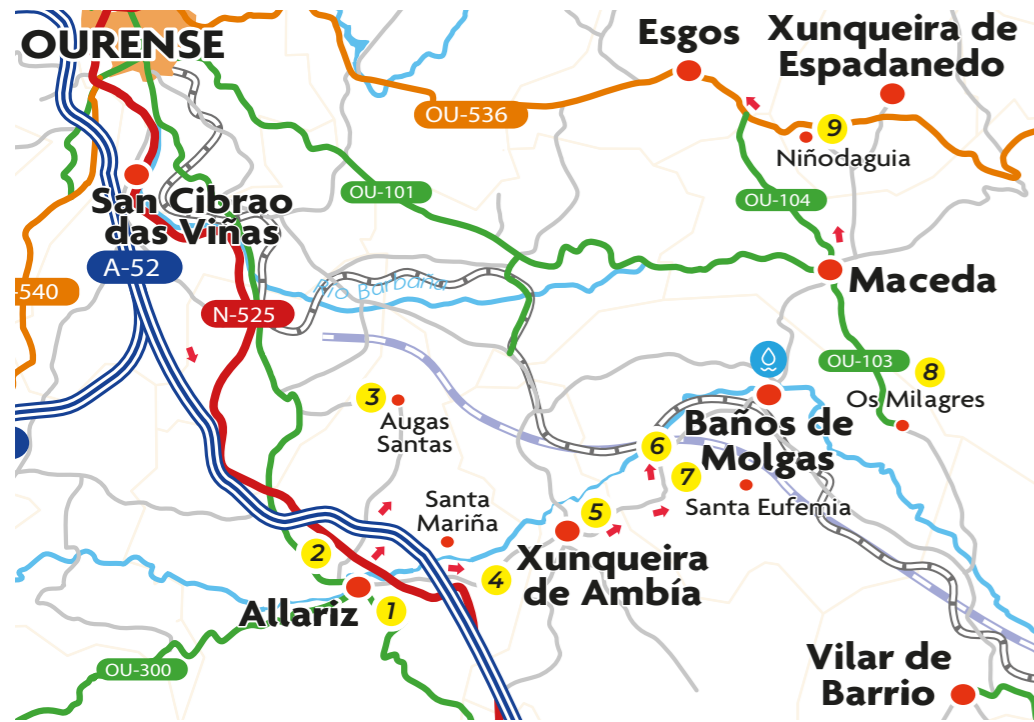 OURENSE
Esgos
Xunqueira de
Espadanedo
OU-536
9
Niñodaguia
OU-101
OU-104
San Cibrao
das Viñas
A-52
Maceda
-540
Río Barbaña
N-525
OU-103
8
Os Milagres
3
Augas
Santas
Baños de
Molgas
6
7
Santa Eufemia
Santa
Mariña
5
Xunqueira
de Ambía
2
4
Allariz
1
OU-300
Vilar de
Barrio